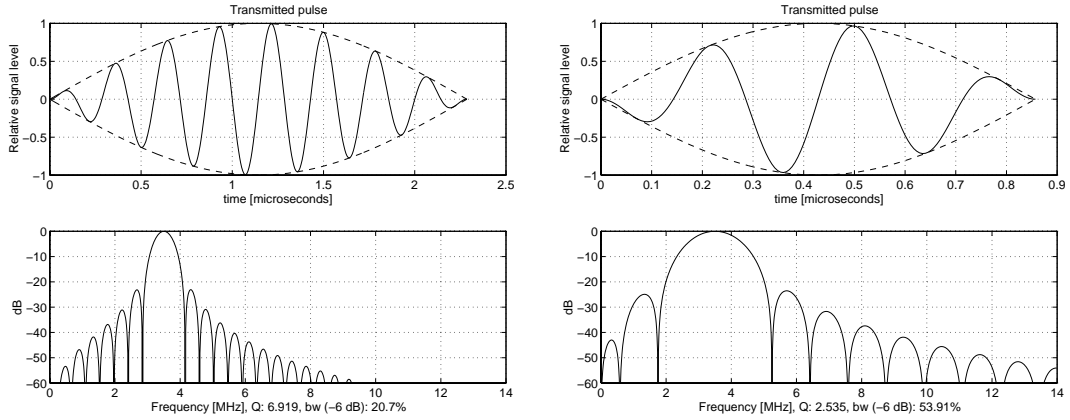 Transmitted pulse
1
0.5
0
−0.5
−1
Relative signal level
0 0.5 1 1.5 2 2.5
time [microseconds]
0
−10
−20
−30
−40
−50
−60
dB
0 2 4 6 8 10 12 14
Frequency [MHz], Q: 6.919, bw (−6 dB): 20.7%
Transmitted pulse
1
0.5
0
−0.5
−1
Relative signal level
0 0.1 0.2 0.3 0.4 0.5 0.6 0.7 0.8 0.9
time [microseconds]
0
−10
−20
−30
−40
−50
−60
dB
0 2 4 6 8 10 12 14
Frequency [MHz], Q: 2.535, bw (−6 dB): 53.91%